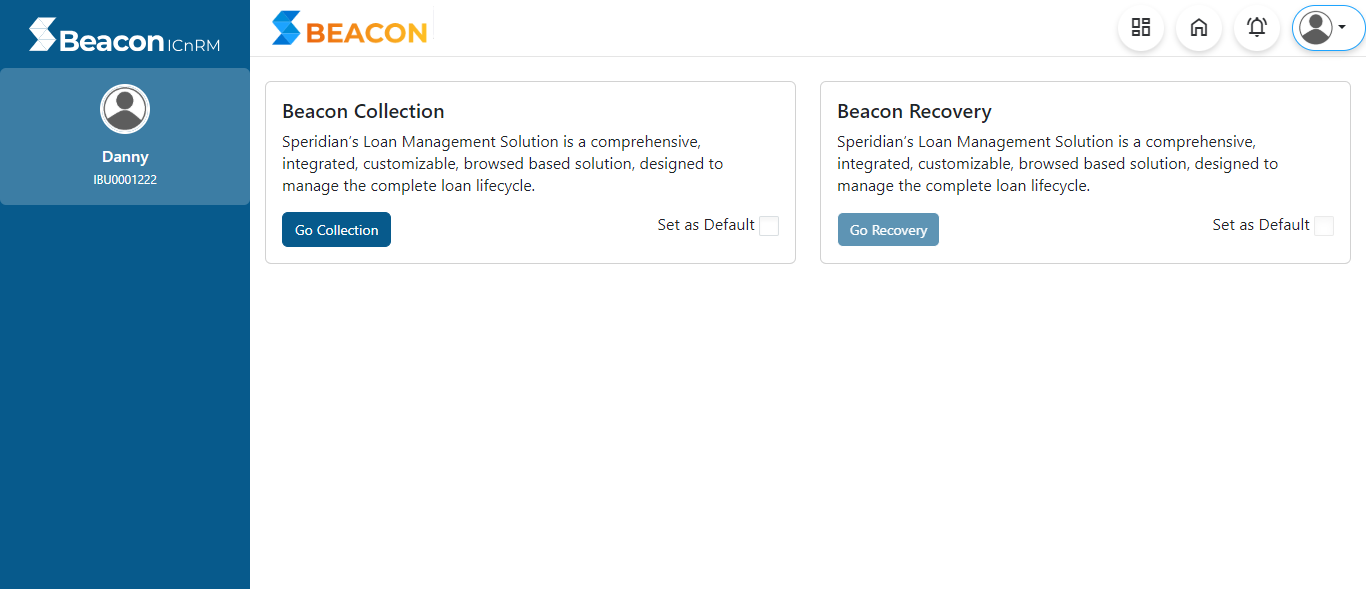 Beacon ICnRM
BEACON
Danny
IBU0001222
Beacon Collection
Speridian’s Loan Management Solution is a comprehensive,
integrated, customizable, browsed based solution, designed to
manage the complete loan lifecycle.
Go Collection
Set as Default
Beacon Recovery
Speridian’s Loan Management Solution is a comprehensive,
integrated, customizable, browsed based solution, designed to
manage the complete loan lifecycle.
Go Recovery
Set as Default